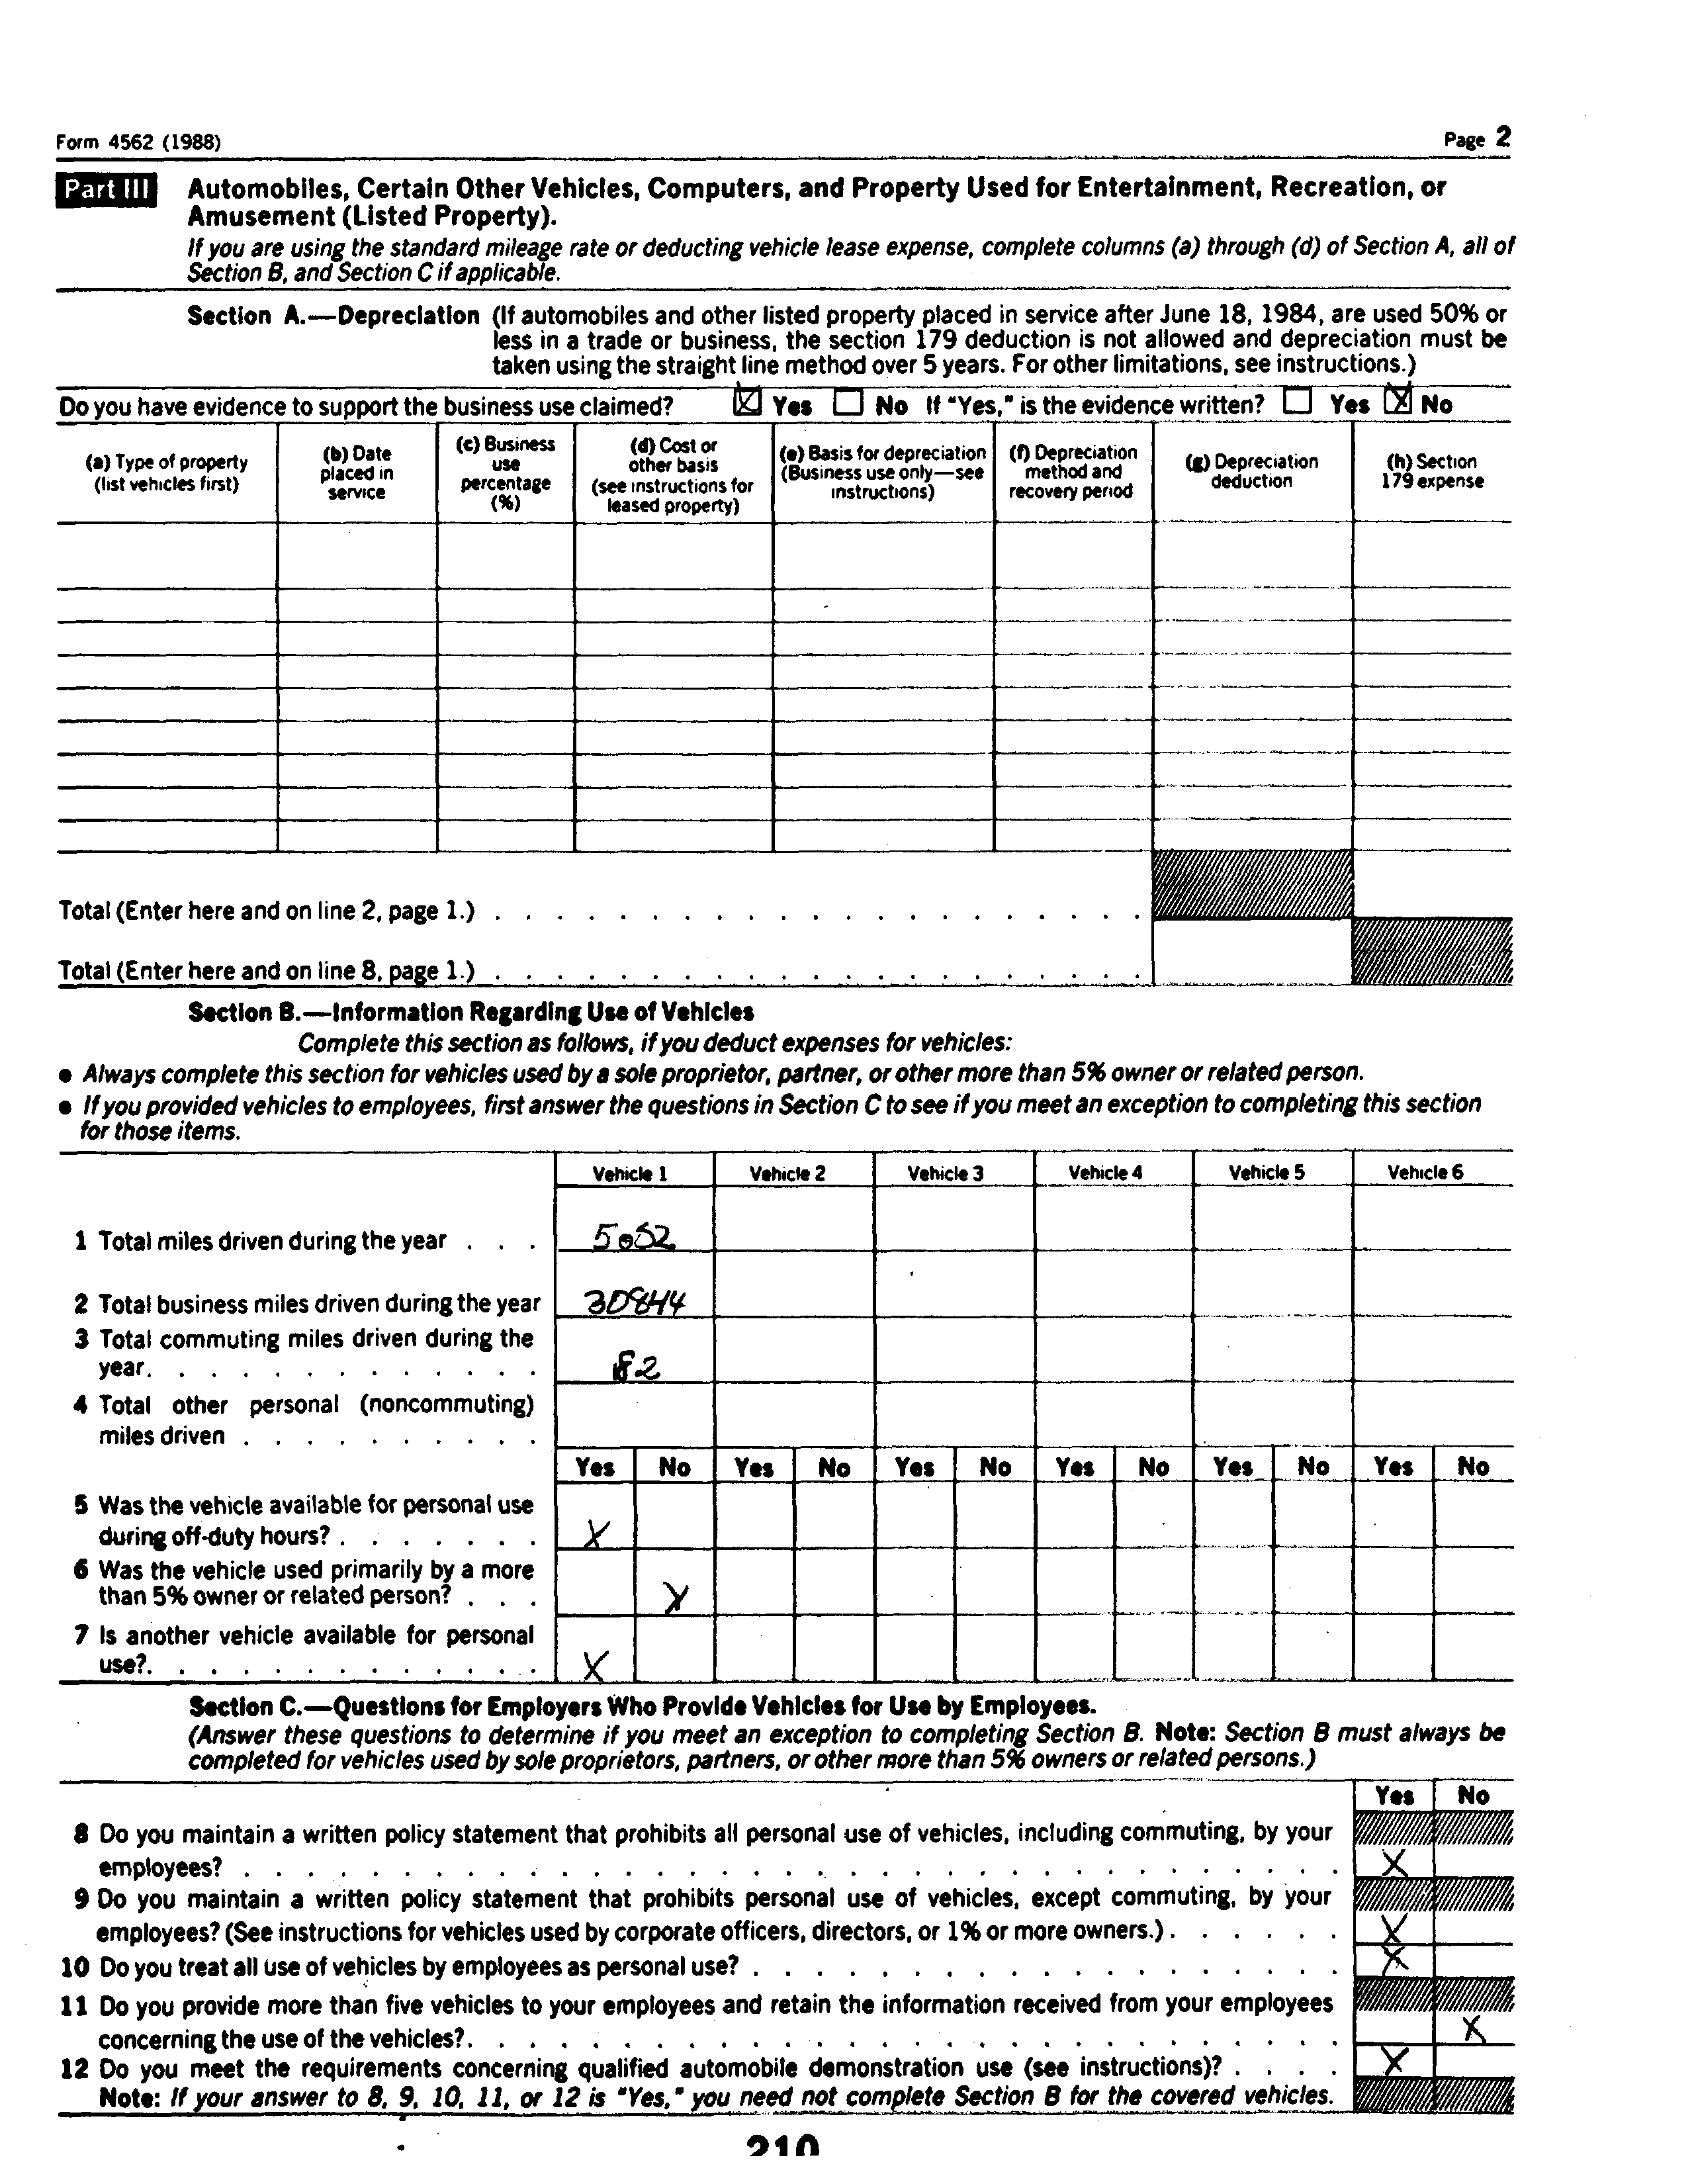 Form 4562 (1988) Page 2
Part III Automobiles, Certain Other Vehicles, Computers, and Property Used for Entertainment, Recreation, or
Amusement (Listed Property).
If you are using the standard mileage rate or deducting vehicle lease expense, complete columns (a) through (d) of Section A, all of
Section B, and Section C if applicable.
Section A.—Depreciation (If automobiles and other listed property placed in service after June 18, 1984, are used 50% or
less in a trade or business, the section 179 deduction is not allowed and depreciation must be
taken using the straight line method over 5 years. For other limitations, see instructions.)
Do you have evidence to support the business use claimed? X Yes No If "Yes," is the evidence written? Yes X No
(a) Type of property
(list vehicles first)
(b) Date
placed in
service
(c) Business
use
percentage
(%)
(d) Cost or
other basis
(see instructions for
leased property)
(e) Basis for depreciation
(Business use only—see
instructions)
(f) Depreciation
method and
recovery period
(g) Depreciation
deduction
(h) Section
179 expense
Total (Enter here and on line 2, page 1.)
Total (Enter here and on line 8, page 1.)
Section B.—Information Regarding Use of Vehicles
Complete this section as follows, if you deduct expenses for vehicles:
● Always complete this section for vehicles used by a sole proprietor, partner, or other more than 5% owner or related person.
● If you provided vehicles to employees, first answer the questions in Section C to see if you meet an exception to completing this section
for those items.
Vehicle 1 Vehicle 2 Vehicle 3 Vehicle 4 Vehicle 5 Vehicle 6
1 Total miles driven during the year . . . 5052
2 Total business miles driven during the year 30844
3 Total commuting miles driven during the
year. 82
4 Total other personal (noncommuting)
miles driven
Yes No Yes No Yes No Yes No Yes No Yes No
5 Was the vehicle available for personal use
during off-duty hours? X
6 Was the vehicle used primarily by a more
than 5% owner or related person? X
7 Is another vehicle available for personal
use?. X
Section C.—Questions for Employers Who Provide Vehicles for Use by Employees.
(Answer these questions to determine if you meet an exception to completing Section B. Note: Section B must always be
completed for vehicles used by sole proprietors, partners, or other more than 5% owners or related persons.)
Yes No
8 Do you maintain a written policy statement that prohibits all personal use of vehicles, including commuting, by your
employees? X
9 Do you maintain a written policy statement that prohibits personal use of vehicles, except commuting, by your
employees? (See instructions for vehicles used by corporate officers, directors, or 1% or more owners.) X
10 Do you treat all use of vehicles by employees as personal use? X
11 Do you provide more than five vehicles to your employees and retain the information received from your employees
concerning the use of the vehicles?. X
12 Do you meet the requirements concerning qualified automobile demonstration use (see instructions)? X
Note: If your answer to 8, 9, 10, 11, or 12 is "Yes," you need not complete Section B for the covered vehicles.
210